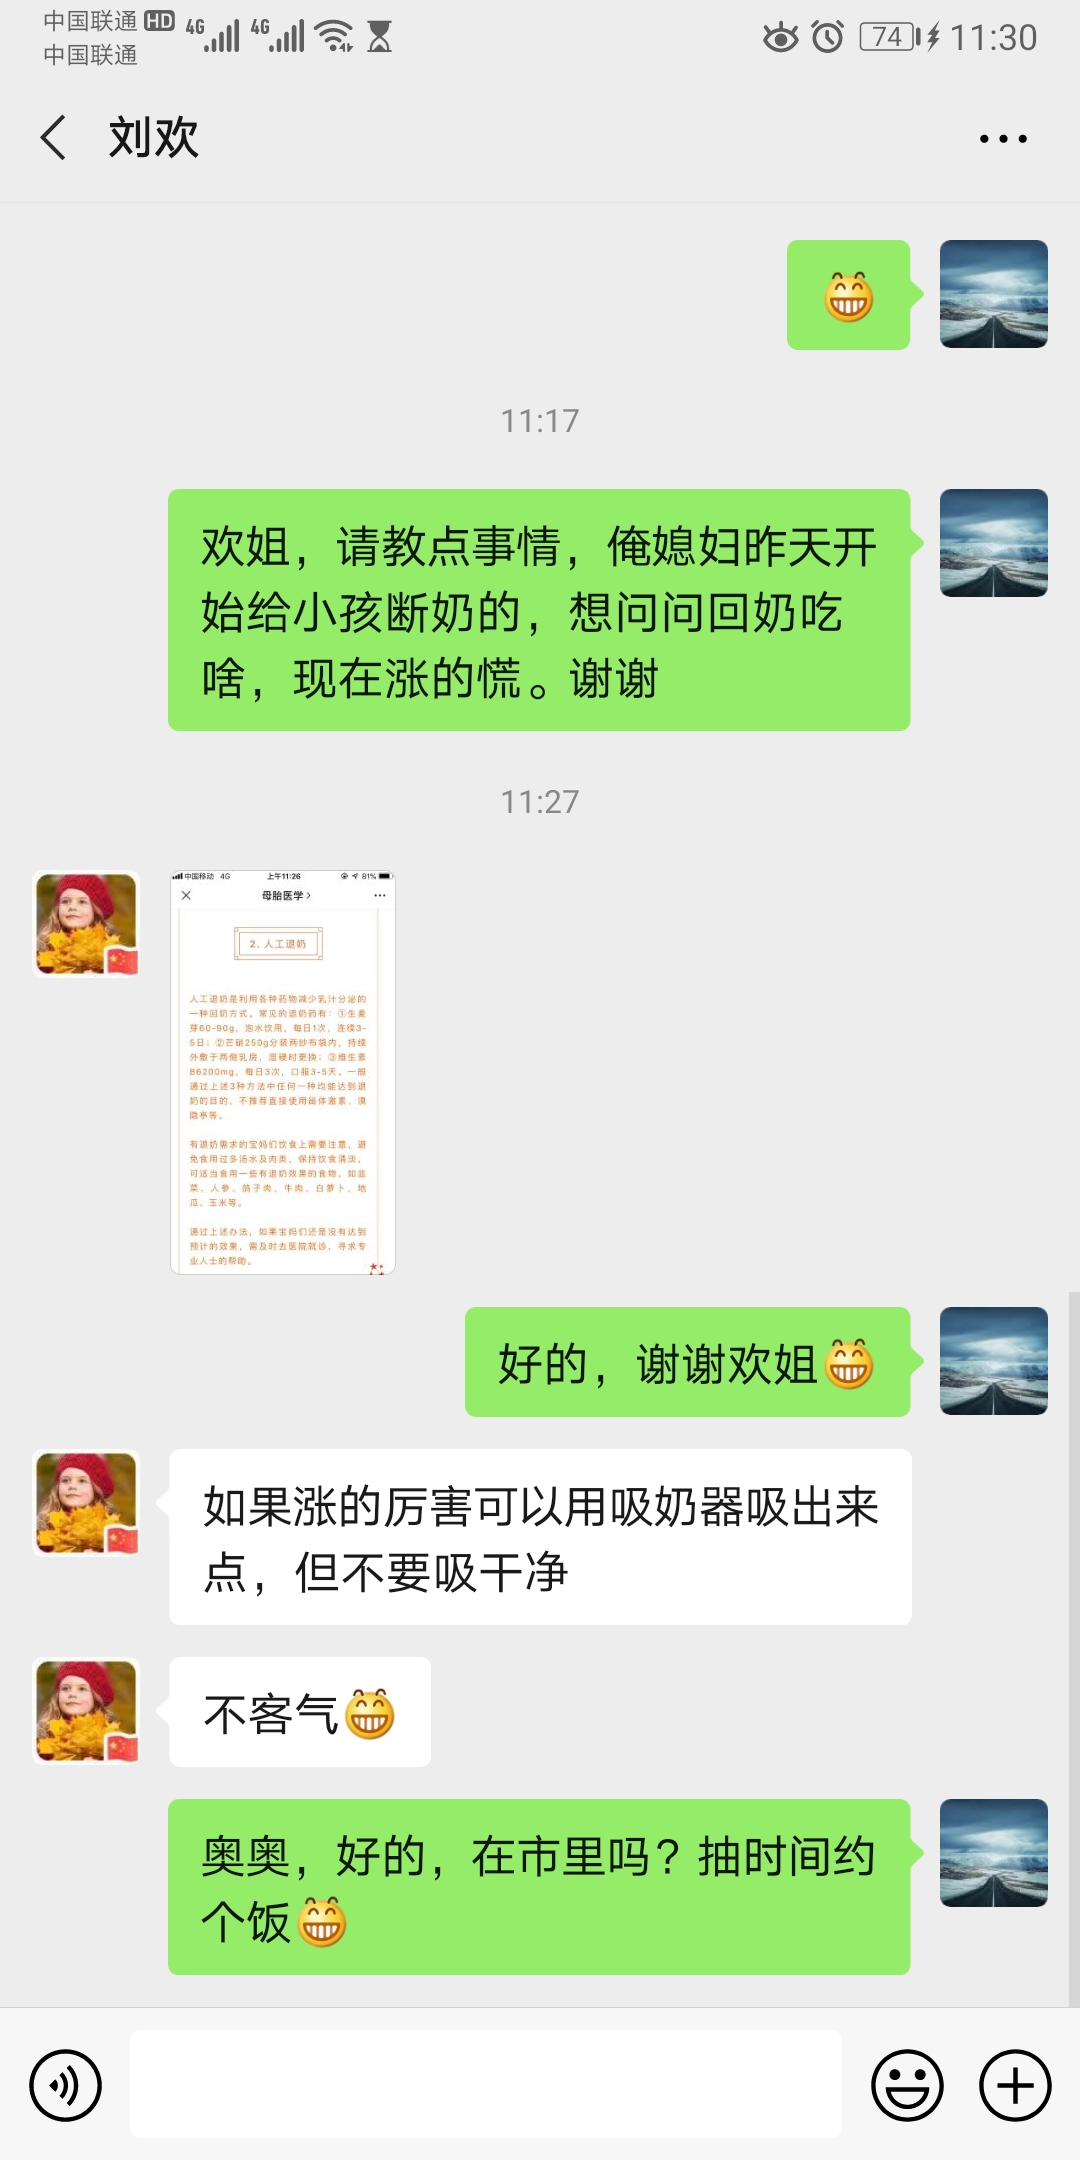 中国联通 HD 4G 4G 74 11:30
中国联通
刘欢
11:17
欢姐，请教点事情，俺媳妇昨天开
始给小孩断奶的，想问问回奶吃
啥，现在涨的慌。谢谢
11:27
中国移动 4G 上午11:26 81%
母胎医学
2. 人工退奶
人工退奶是利用各种药物减少乳汁分泌的
一种回奶方式。常见的退奶药有：①生麦
芽60-90g，泡水饮用，每日1次，连续3-
5日；②芒硝250g分装两纱布袋内，持续
外敷于两侧乳房，湿硬时更换；③维生素
B6200mg，每日3次，口服3-5天。一般
通过上述3种方法中任何一种均能达到退
奶的目的，不推荐直接使用甾体激素、溴
隐亭等。
有退奶需求的宝妈们饮食上需要注意，避
免食用过多汤水及肉类，保持饮食清淡，
可适当食用一些有退奶效果的食物，如韭
菜、人参、鸽子肉、牛肉、白萝卜、地
瓜、玉米等。
通过上述办法，如果宝妈们还是没有达到
预计的效果，需及时去医院就诊，寻求专
业人士的帮助。
好的，谢谢欢姐
如果涨的厉害可以用吸奶器吸出来
点，但不要吸干净
不客气
奥奥，好的，在市里吗？抽时间约
个饭